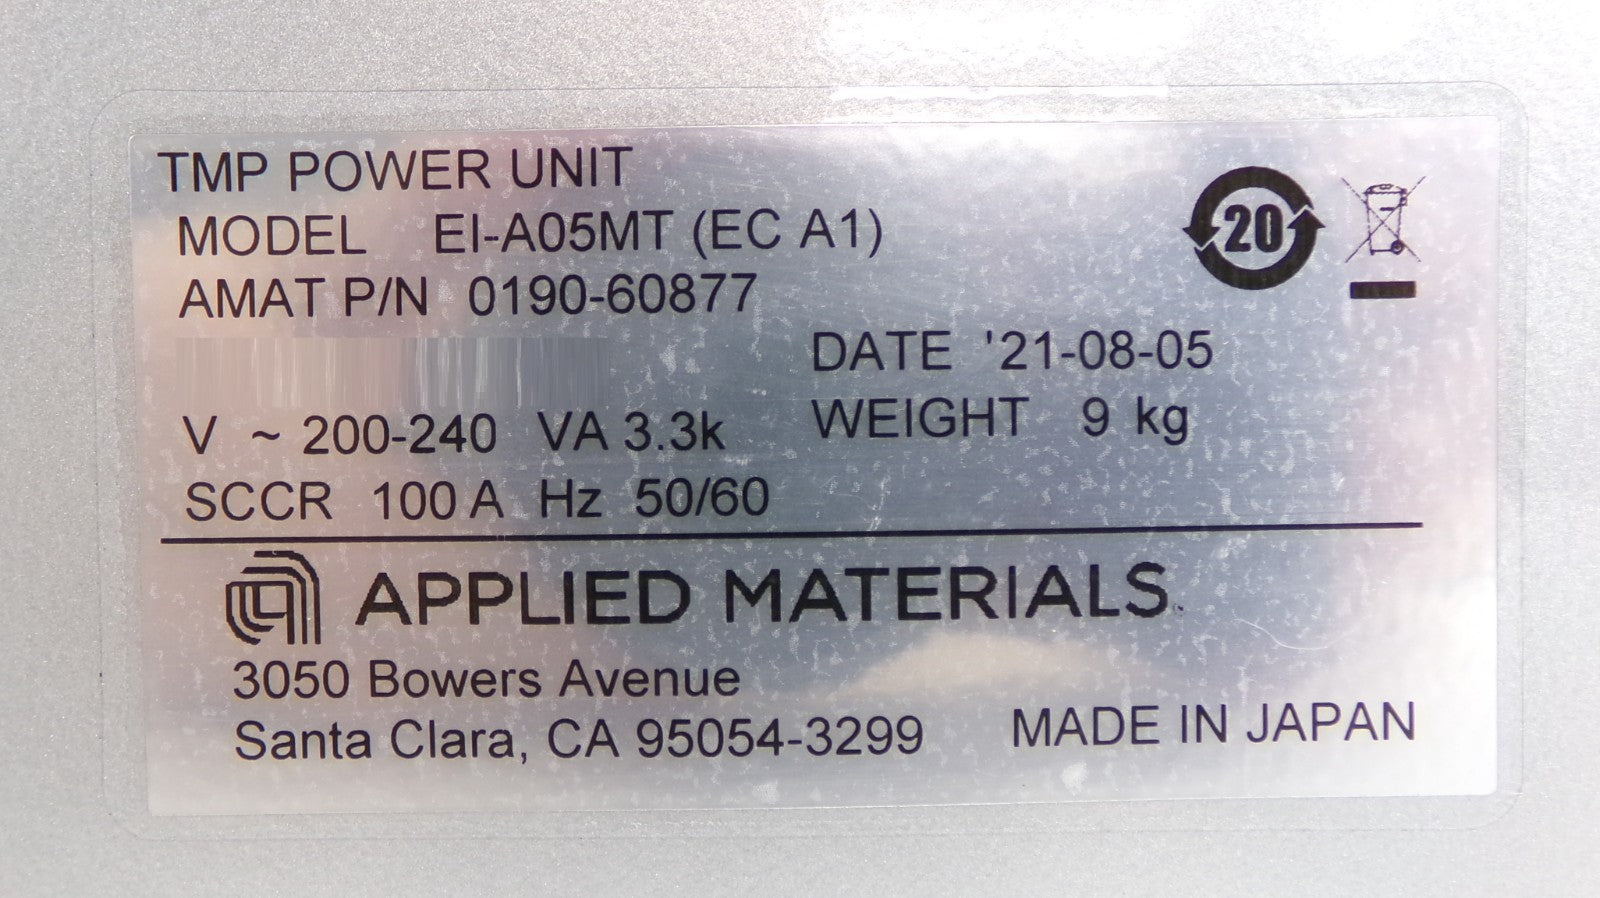 TMP POWER UNIT
MODEL EI-A05MT (EC A1)
AMAT P/N 0190-60877
20
DATE '21-08-05
V ~ 200-240 VA 3.3k
WEIGHT 9 kg
SCCR 100 A Hz 50/60
APPLIED MATERIALS
3050 Bowers Avenue
Santa Clara, CA 95054-3299
MADE IN JAPAN